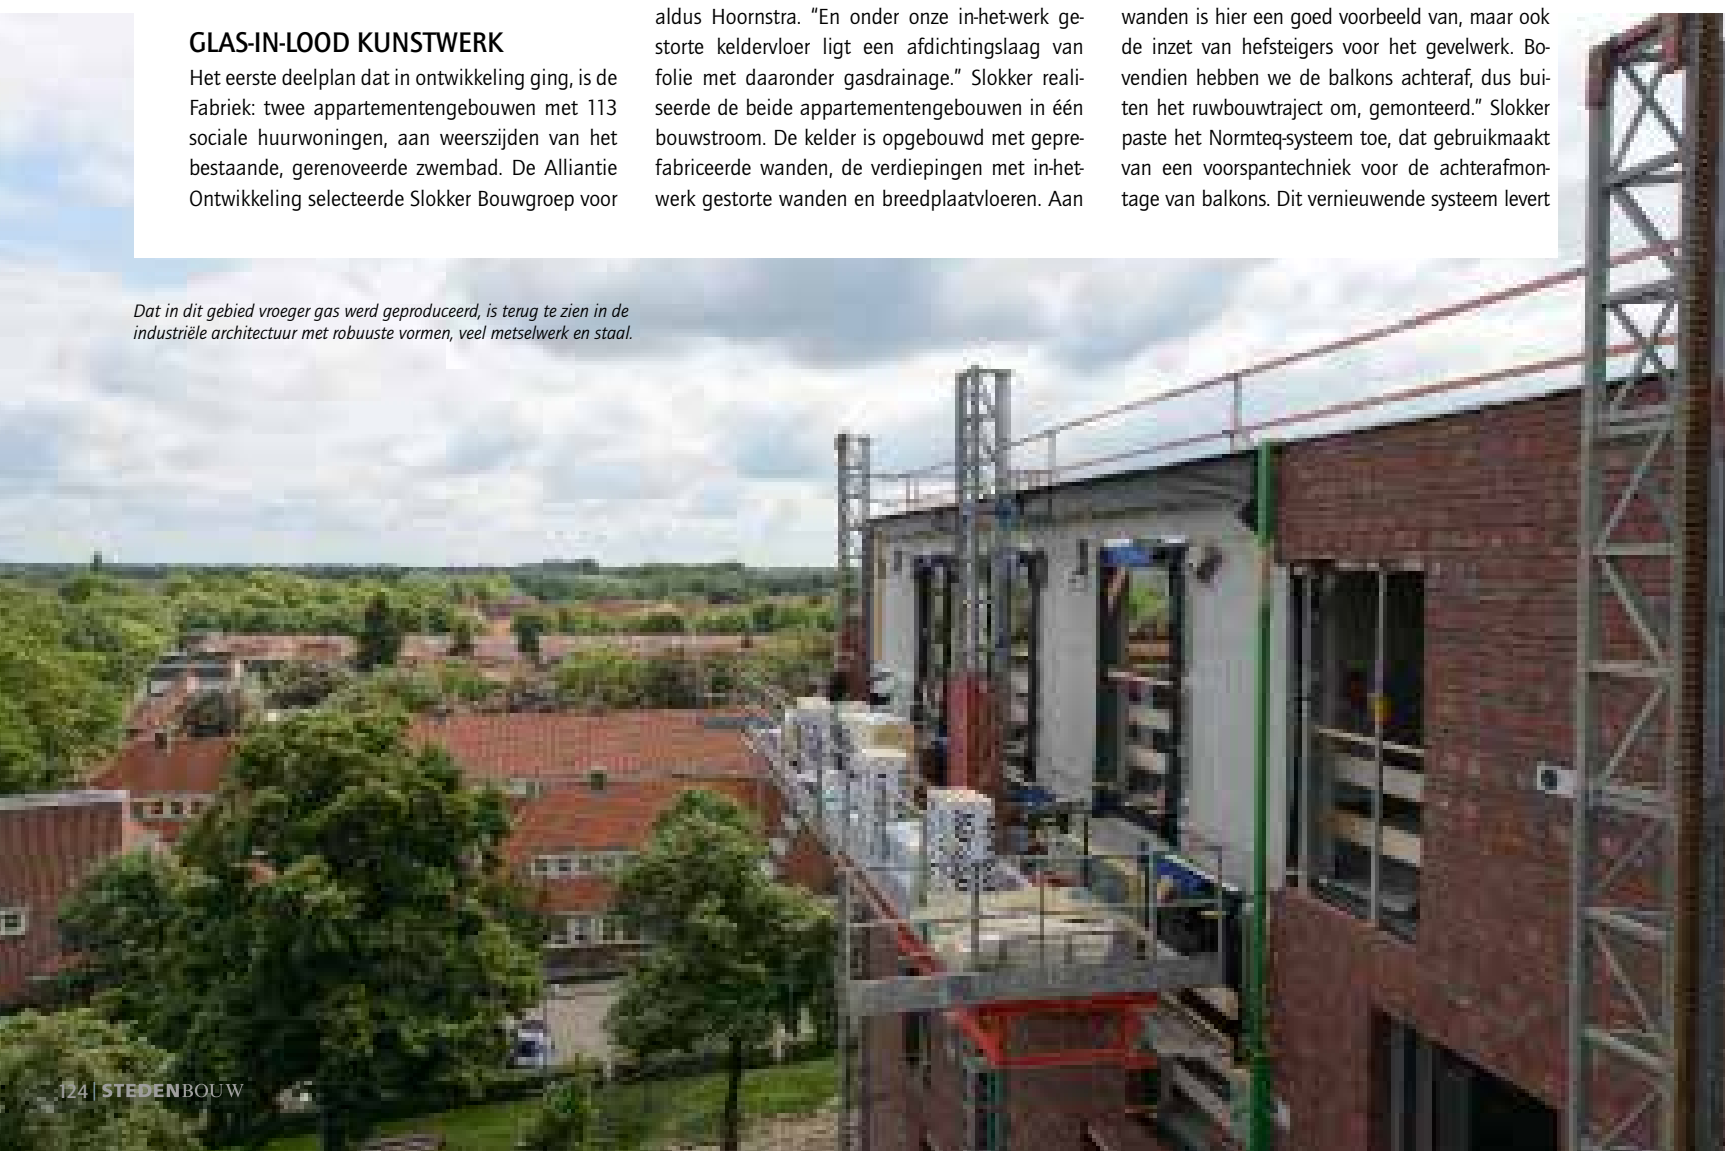 GLAS-IN-LOOD KUNSTWERK
Het eerste deelplan dat in ontwikkeling ging, is de
Fabriek: twee appartementengebouwen met 113
sociale huurwoningen, aan weerszijden van het
bestaande, gerenoveerde zwembad. De Alliantie
Ontwikkeling selecteerde Slokker Bouwgroep voor
aldus Hoornstra. “En onder onze in-het-werk ge-
storte keldervloer ligt een afdichtingslaag van
folie met daaronder gasdrainage.” Slokker reali-
seerde de beide appartementengebouwen in één
bouwstroom. De kelder is opgebouwd met gepre-
fabriceerde wanden, de verdiepingen met in-het-
werk gestorte wanden en breedplaatvloeren. Aan
wanden is hier een goed voorbeeld van, maar ook
de inzet van hefsteigers voor het gevelwerk. Bo-
vendien hebben we de balkons achteraf, dus bui-
ten het ruwbouwtraject om, gemonteerd.” Slokker
paste het Normteq-systeem toe, dat gebruikmaakt
van een voorspantechniek voor de achterafmon-
tage van balkons. Dit vernieuwende systeem levert
Dat in dit gebied vroeger gas werd geproduceerd, is terug te zien in de
industriële architectuur met robuuste vormen, veel metselwerk en staal.
124 | STEDENBOUW